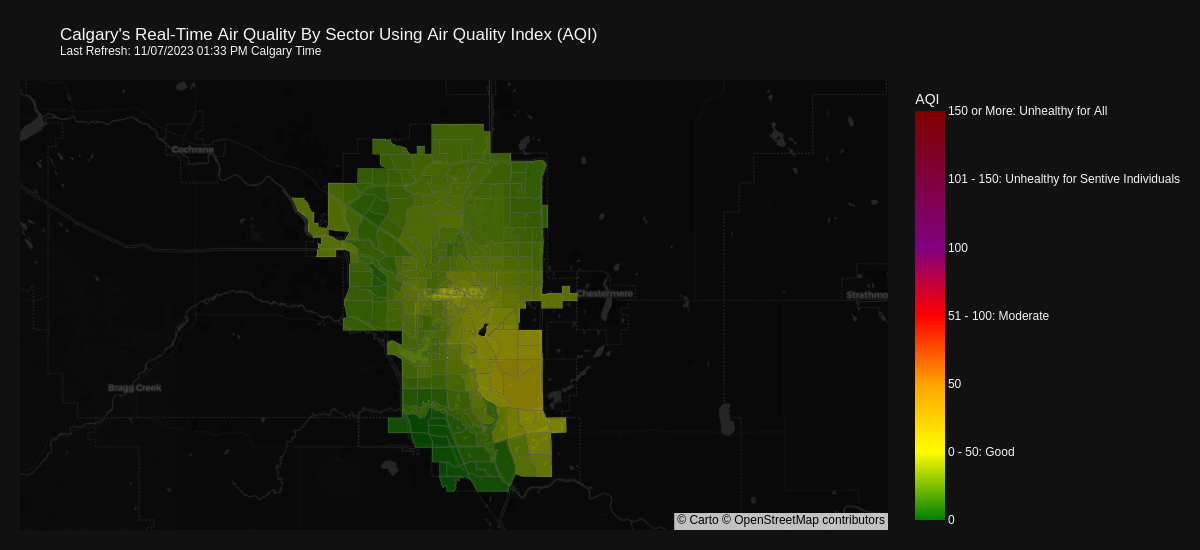 Calgary's Real-Time Air Quality By Sector Using Air Quality Index (AQI)
Last Refresh: 11/07/2023 01:33 PM Calgary Time
AQI
150 or More: Unhealthy for All
101 - 150: Unhealthy for Sentive Individuals
100
51 - 100: Moderate
50
0 - 50: Good
0
Cochrane
Chestermere
Strathmo
Bragg Creek
© Carto © OpenStreetMap contributors